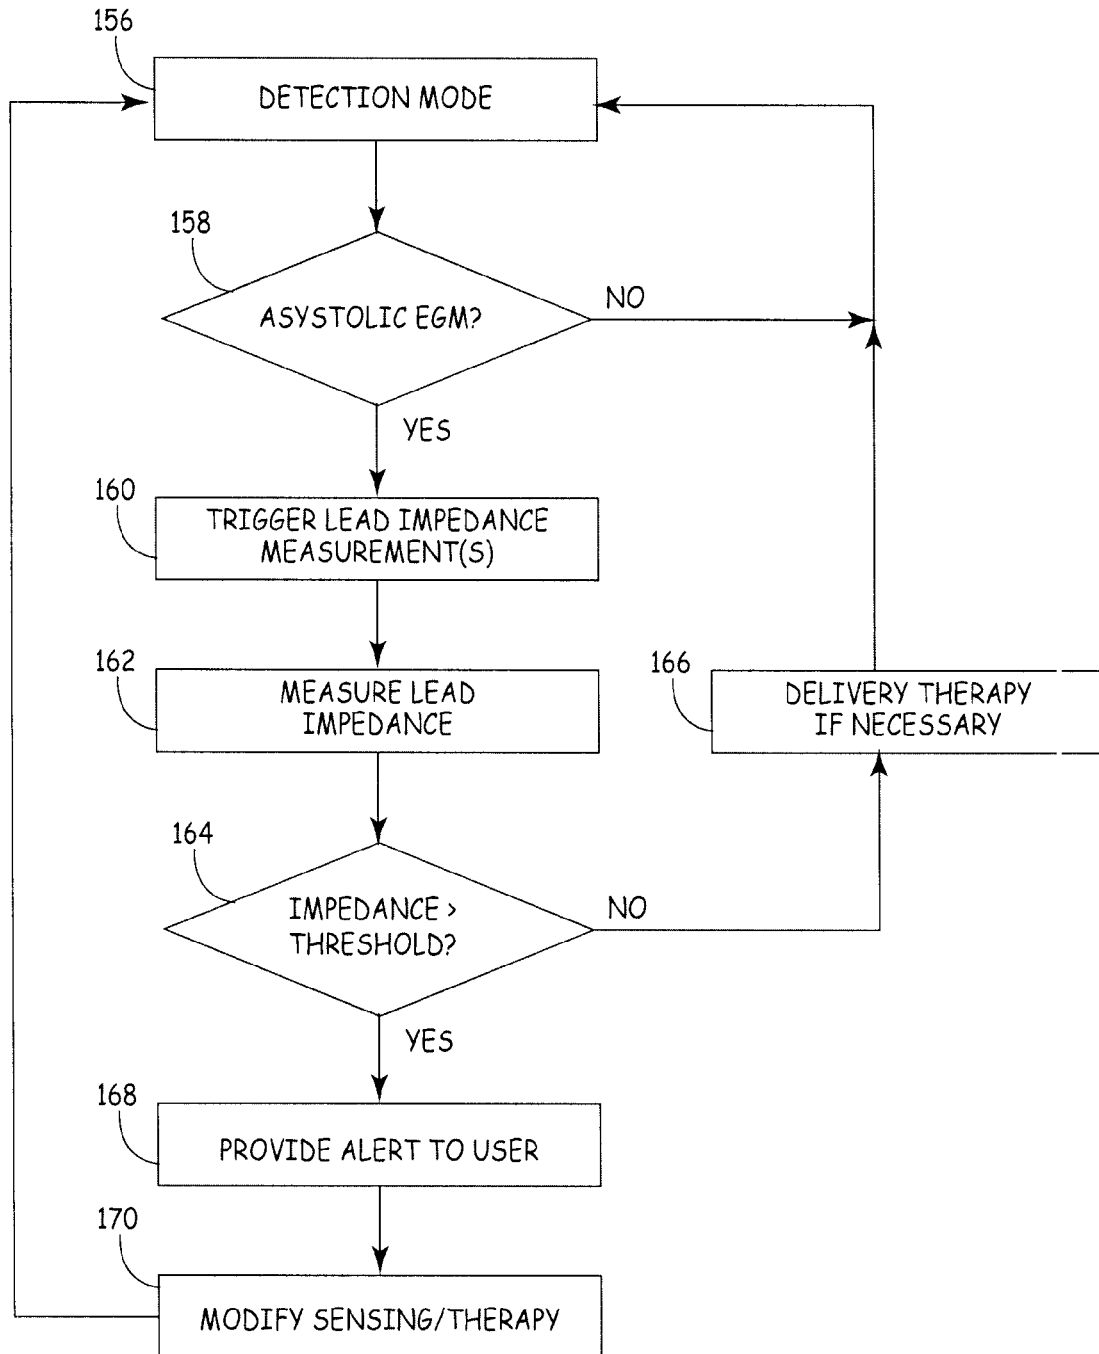 156
DETECTION MODE
158
ASYSTOLIC EGM?
NO
YES
160
TRIGGER LEAD IMPEDANCE
MEASUREMENT(S)
162
MEASURE LEAD
IMPEDANCE
166
DELIVERY THERAPY
IF NECESSARY
164
IMPEDANCE >
THRESHOLD?
NO
YES
168
PROVIDE ALERT TO USER
170
MODIFY SENSING/THERAPY